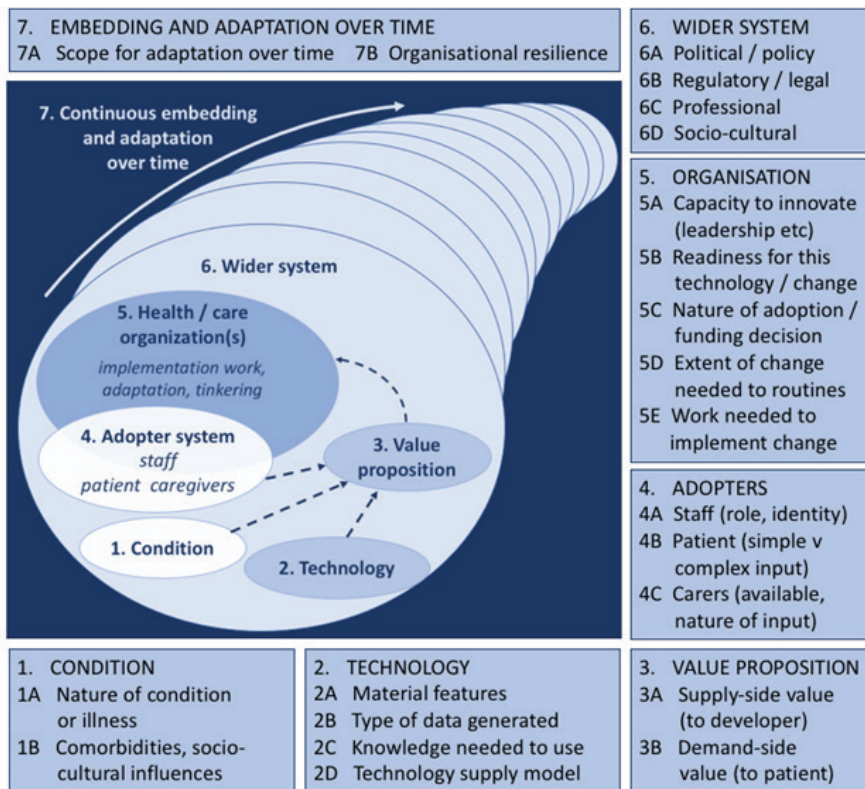 7. EMBEDDING AND ADAPTATION OVER TIME
7A Scope for adaptation over time 7B Organisational resilience
7. Continuous embedding
and adaptation
over time
6. Wider system
5. Health / care
organization(s)
implementation work,
adaptation, tinkering
4. Adopter system
staff
patient caregivers
3. Value
proposition
1. Condition
2. Technology
6. WIDER SYSTEM
6A Political / policy
6B Regulatory / legal
6C Professional
6D Socio-cultural
5. ORGANISATION
5A Capacity to innovate
(leadership etc)
5B Readiness for this
technology / change
5C Nature of adoption /
funding decision
5D Extent of change
needed to routines
5E Work needed to
implement change
4. ADOPTERS
4A Staff (role, identity)
4B Patient (simple v
complex input)
4C Carers (available,
nature of input)
1. CONDITION
1A Nature of condition
or illness
1B Comorbidities, socio-
cultural influences
2. TECHNOLOGY
2A Material features
2B Type of data generated
2C Knowledge needed to use
2D Technology supply model
3. VALUE PROPOSITION
3A Supply-side value
(to developer)
3B Demand-side
value (to patient)